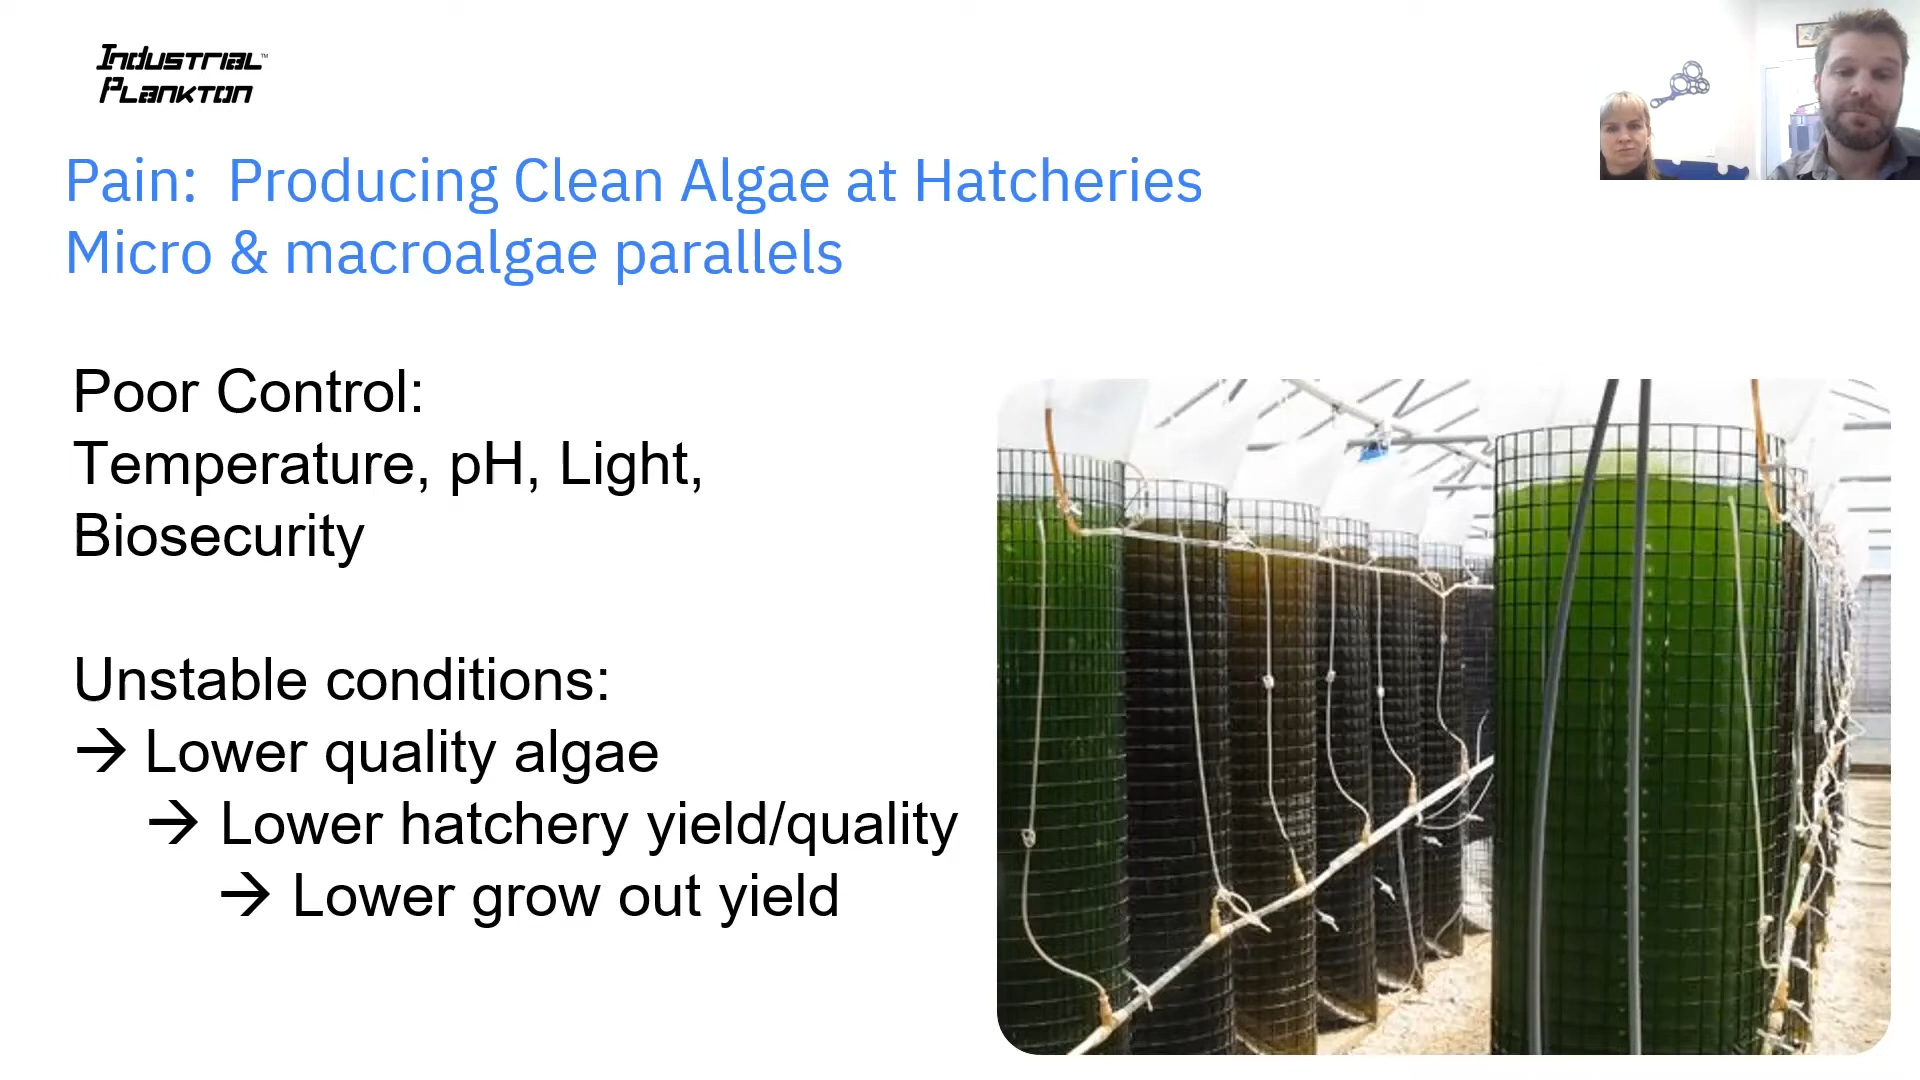 Industrial™
Plankton
Pain: Producing Clean Algae at Hatcheries
Micro & macroalgae parallels
Poor Control:
Temperature, pH, Light,
Biosecurity
Unstable conditions:
→ Lower quality algae
→ Lower hatchery yield/quality
→ Lower grow out yield